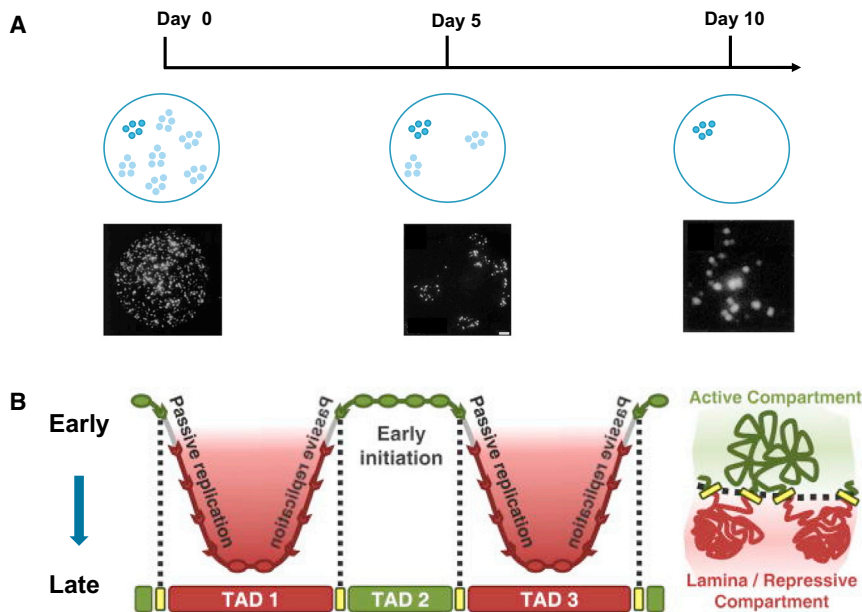 A
Day 0
Day 5
Day 10
B
Early
Late
Passive replication
Passive replication
Early
initiation
Passive replication
Passive replication
TAD 1
TAD 2
TAD 3
Active Compartment
Lamina / Repressive
Compartment